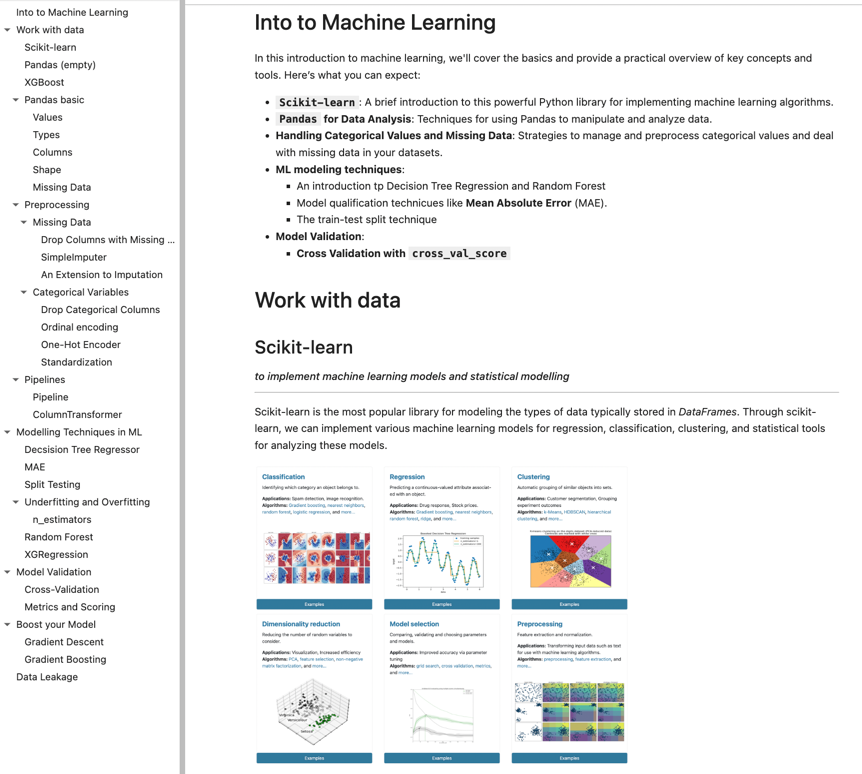 Into to Machine Learning
Work with data
Scikit-learn
Pandas (empty)
XGBoost
Pandas basic
Values
Types
Columns
Shape
Missing Data
Preprocessing
Missing Data
Drop Columns with Missing ...
SimpleImputer
An Extension to Imputation
Categorical Variables
Drop Categorical Columns
Ordinal encoding
One-Hot Encoder
Standardization
Pipelines
Pipeline
ColumnTransformer
Modelling Techniques in ML
Decsision Tree Regressor
MAE
Split Testing
Underfitting and Overfitting
n_estimators
Random Forest
XGRegression
Model Validation
Cross-Validation
Metrics and Scoring
Boost your Model
Gradient Descent
Gradient Boosting
Data Leakage
Into to Machine Learning
In this introduction to machine learning, we'll cover the basics and provide a practical overview of key concepts and
tools. Here's what you can expect:
Scikit-learn : A brief introduction to this powerful Python library for implementing machine learning algorithms.
Pandas for Data Analysis: Techniques for using Pandas to manipulate and analyze data.
Handling Categorical Values and Missing Data: Strategies to manage and preprocess categorical values and deal
with missing data in your datasets.
ML modeling techniques:
An introduction tp Decision Tree Regression and Random Forest
Model qualification technicues like Mean Absolute Error (MAE).
The train-test split technique
Model Validation:
Cross Validation with cross_val_score
Work with data
Scikit-learn
to implement machine learning models and statistical modelling
Scikit-learn is the most popular library for modeling the types of data typically stored in DataFrames. Through scikit-
learn, we can implement various machine learning models for regression, classification, clustering, and statistical tools
for analyzing these models.
Classification
Identifying which category an object belongs to.
Applications: Spam detection, image recognition.
Algorithms: Gradient boosting, nearest neighbors,
random forest, logistic regression, and more...
Examples
Regression
Predicting a continuous-valued attribute associat-
ed with an object.
Applications: Drug response, Stock prices.
Algorithms: Gradient boosting, nearest neighbors,
random forest, ridge, and more...
Examples
Clustering
Automatic grouping of similar objects into sets.
Applications: Customer segmentation, Grouping
experiment outcomes.
Algorithms: k-Means, HDBSCAN, hierarchical
clustering, and more...
Examples
Dimensionality reduction
Reducing the number of random variables to
consider.
Applications: Visualization, Increased efficiency
Algorithms: PCA, feature selection, non-negative
matrix factorization, and more...
Examples
Model selection
Comparing, validating and choosing parameters
and models.
Applications: Improved accuracy via parameter
tuning
Algorithms: grid search, cross validation, metrics,
and more...
Examples
Preprocessing
Feature extraction and normalization.
Applications: Transforming input data such as text
for use with machine learning algorithms.
Algorithms: preprocessing, feature extraction, and
more...
Examples